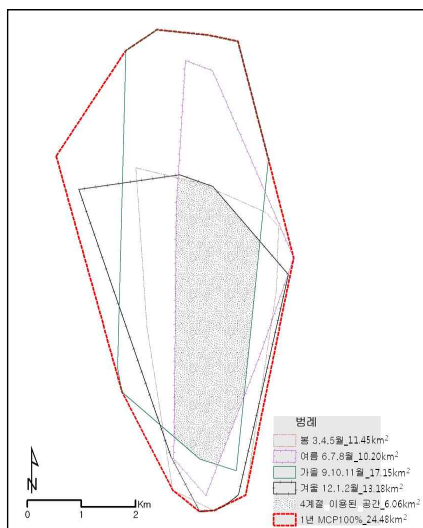 범례
봄 3,4,5월_11.45km²
여름 6,7,8월_10.20km²
가을 9,10,11월_17.15km²
겨울 12,1,2월_13.18km²
4계절 이용된 공간_6.06km²
1년 MCP100%_24.48km²
N
Km
0 1 2